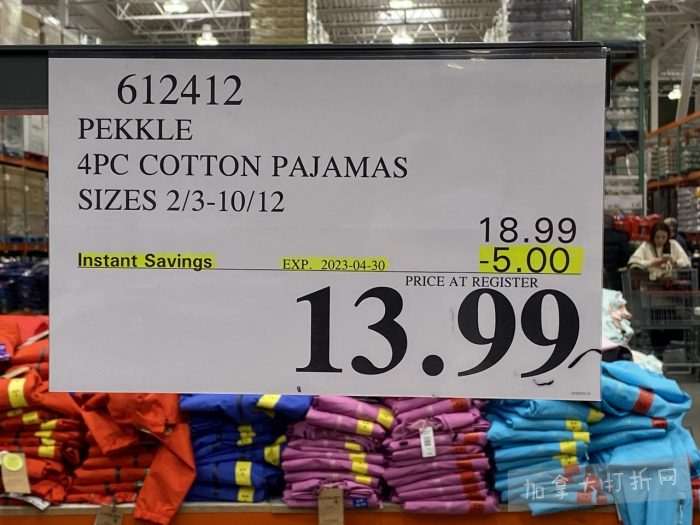 612412
PEKKLE
4PC COTTON PAJAMAS
SIZES 2/3-10/12
18.99
Instant Savings EXP. 2023-04-30 -5.00
PRICE AT REGISTER
13.99
加拿大打折网